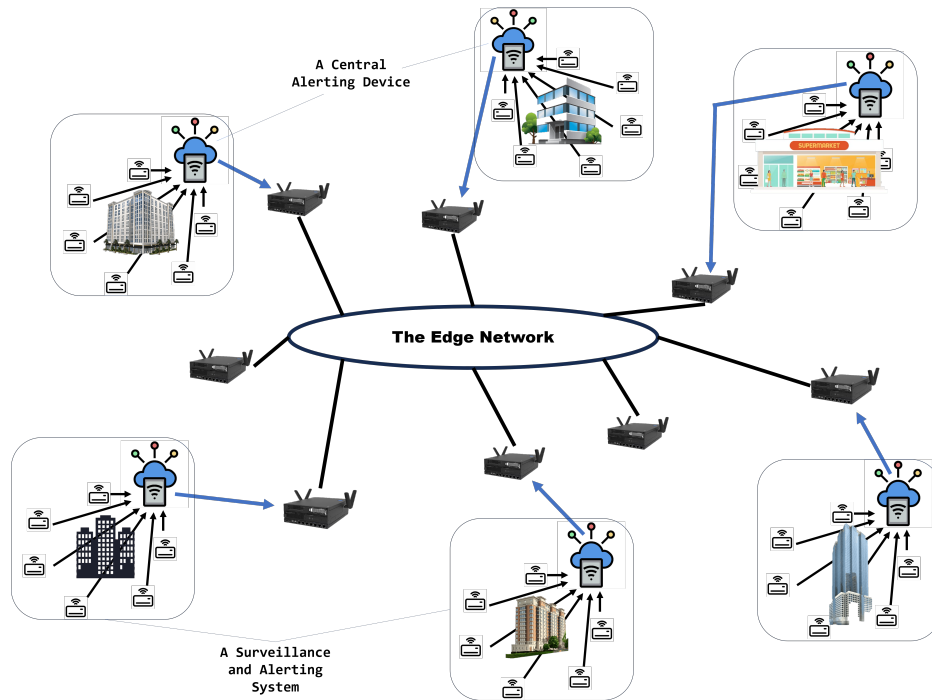 A Central
Alerting Device
SUPERMARKET
The Edge Network
A Surveillance
and Alerting
System